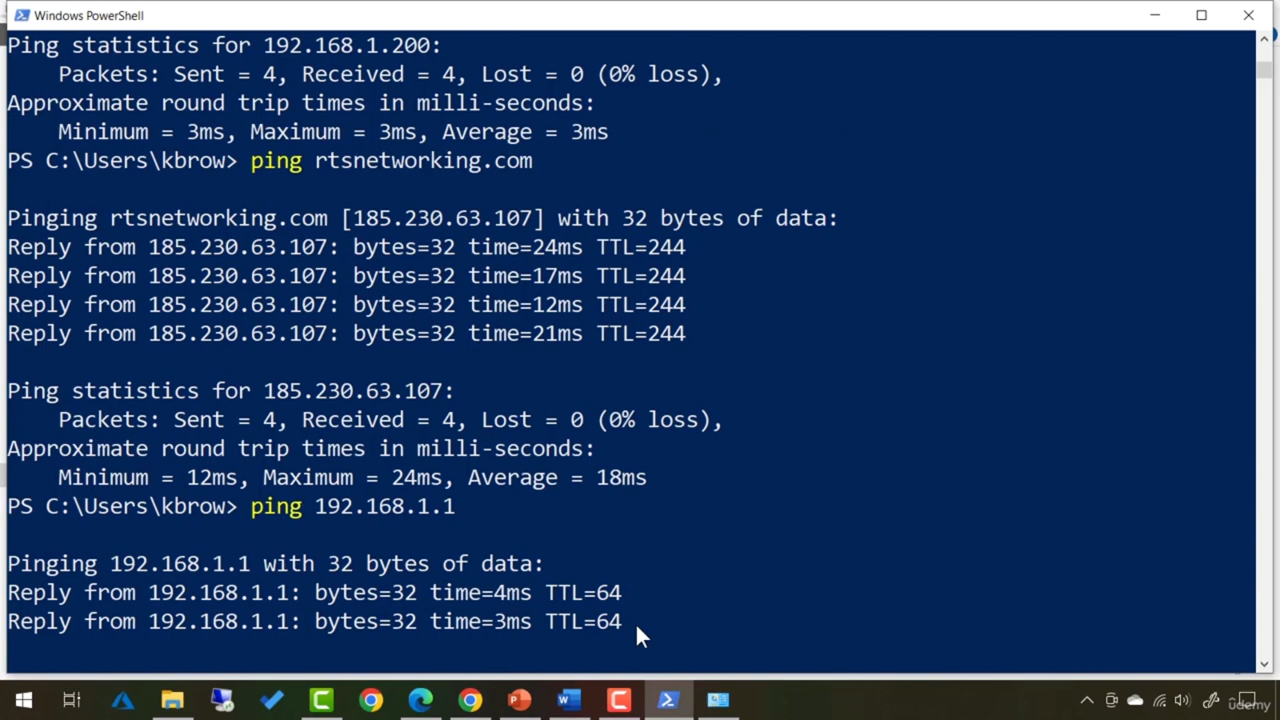 Windows PowerShell
Ping statistics for 192.168.1.200:
Packets: Sent = 4, Received = 4, Lost = 0 (0% loss),
Approximate round trip times in milli-seconds:
Minimum = 3ms, Maximum = 3ms, Average = 3ms
PS C:\Users\kbrow> ping rtsnetworking.com
Pinging rtsnetworking.com [185.230.63.107] with 32 bytes of data:
Reply from 185.230.63.107: bytes=32 time=24ms TTL=244
Reply from 185.230.63.107: bytes=32 time=17ms TTL=244
Reply from 185.230.63.107: bytes=32 time=12ms TTL=244
Reply from 185.230.63.107: bytes=32 time=21ms TTL=244
Ping statistics for 185.230.63.107:
Packets: Sent = 4, Received = 4, Lost = 0 (0% loss),
Approximate round trip times in milli-seconds:
Minimum = 12ms, Maximum = 24ms, Average = 18ms
PS C:\Users\kbrow> ping 192.168.1.1
Pinging 192.168.1.1 with 32 bytes of data:
Reply from 192.168.1.1: bytes=32 time=4ms TTL=64
Reply from 192.168.1.1: bytes=32 time=3ms TTL=64
udemy